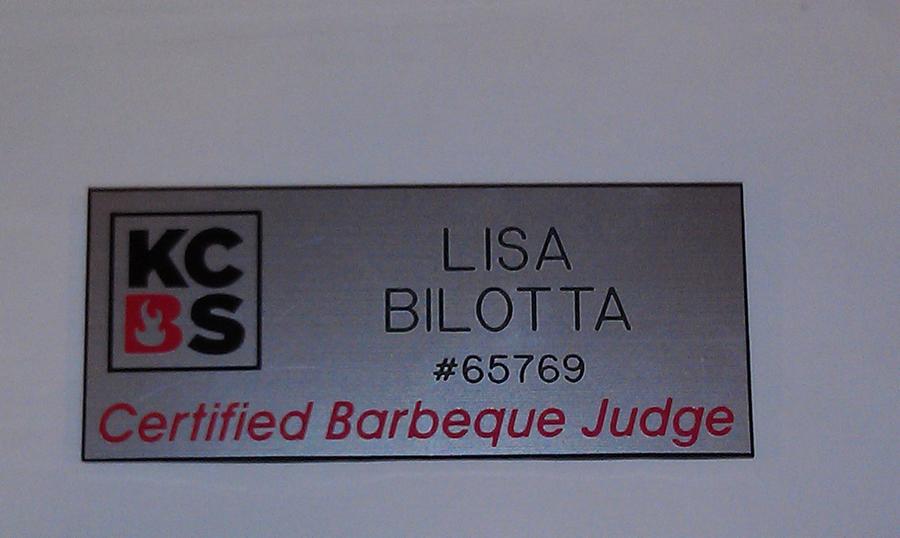 KC
BS
LISA
BILOTTA
#65769
Certified Barbeque Judge